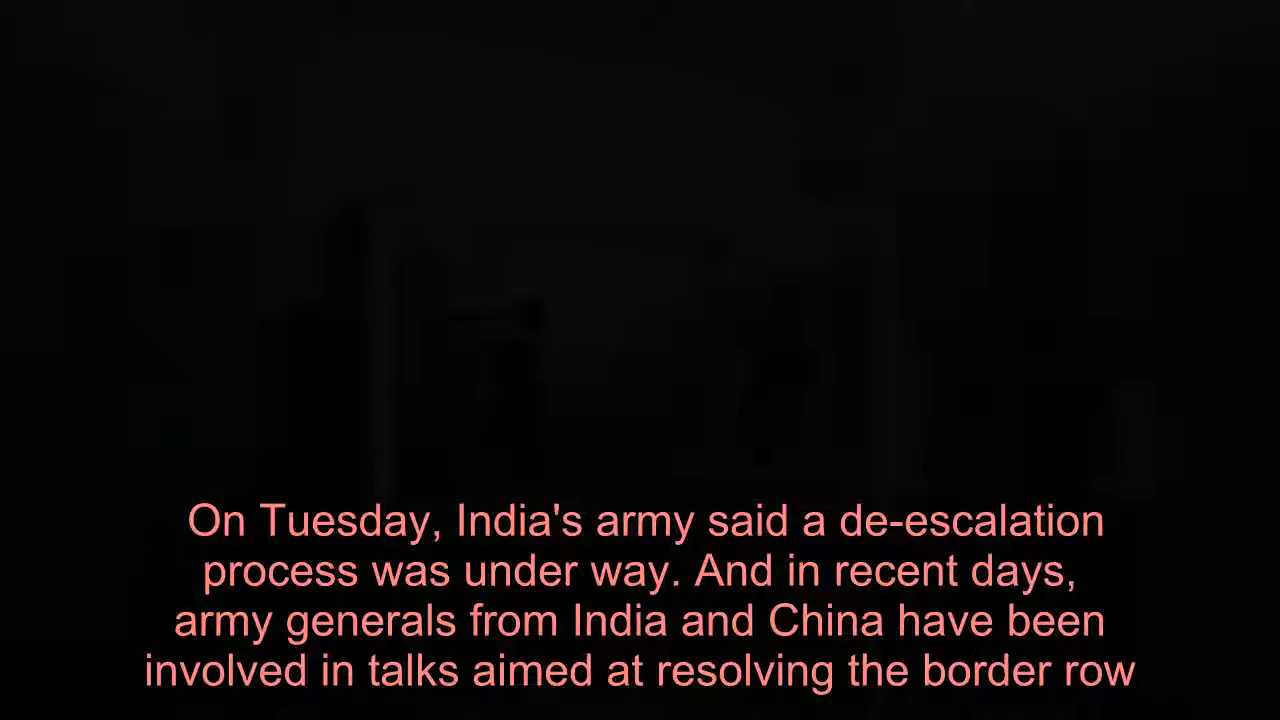 On Tuesday, India's army said a de-escalation
process was under way. And in recent days,
army generals from India and China have been
involved in talks aimed at resolving the border row